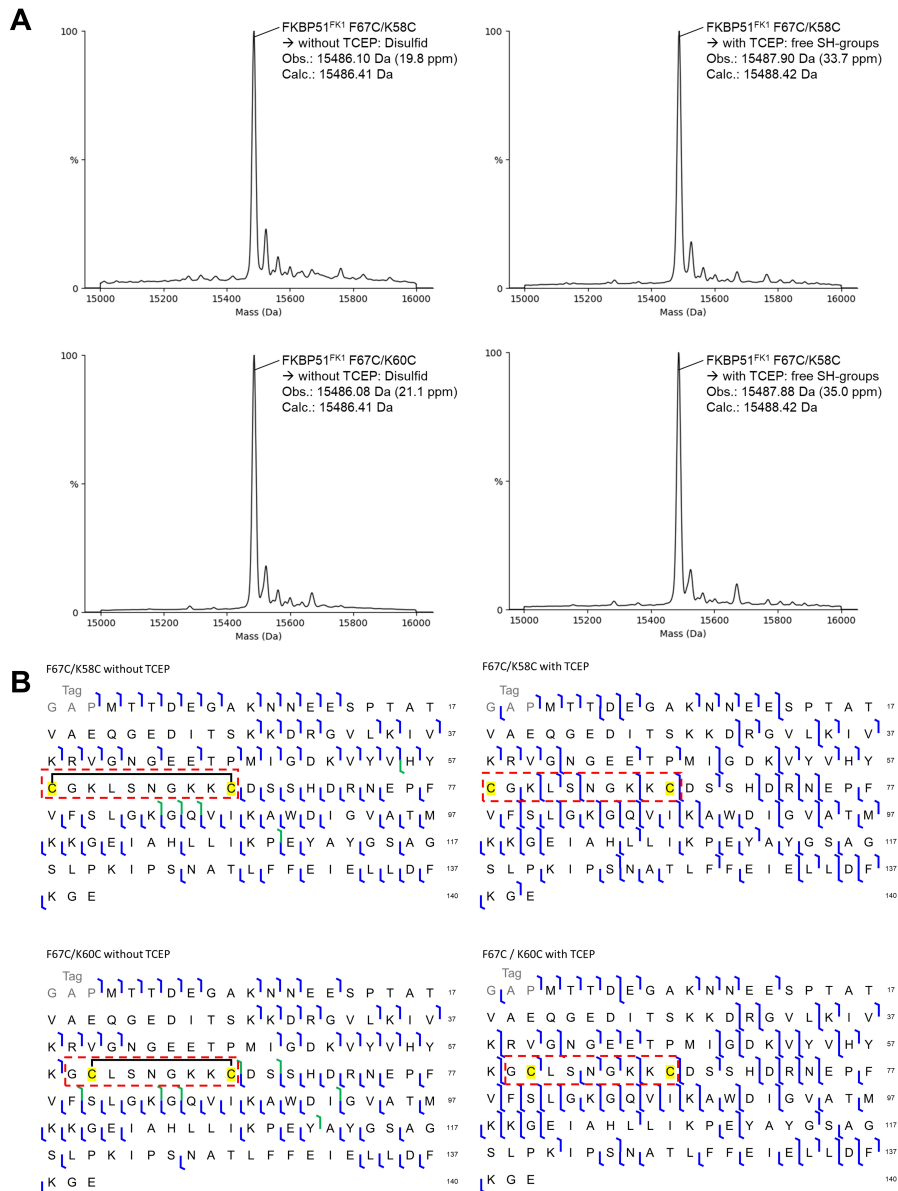 A
100
%
0
15000 15200 15400 15600 15800 16000
Mass (Da)
FKBP51FK1 F67C/K58C
→ without TCEP: Disulfid
Obs.: 15486.10 Da (19.8 ppm)
Calc.: 15486.41 Da
100
%
0
15000 15200 15400 15600 15800 16000
Mass (Da)
FKBP51FK1 F67C/K58C
→ with TCEP: free SH-groups
Obs.: 15487.90 Da (33.7 ppm)
Calc.: 15488.42 Da
100
%
0
15000 15200 15400 15600 15800 16000
Mass (Da)
FKBP51FK1 F67C/K60C
→ without TCEP: Disulfid
Obs.: 15486.08 Da (21.1 ppm)
Calc.: 15486.41 Da
100
%
0
15000 15200 15400 15600 15800 16000
Mass (Da)
FKBP51FK1 F67C/K58C
→ with TCEP: free SH-groups
Obs.: 15487.88 Da (35.0 ppm)
Calc.: 15488.42 Da
B
F67C/K58C without TCEP
Tag
G A P M T T D E G A K N N E E S P T A T 17
V A E Q G E D I T S K K D R G V L K I V 37
K R V G N G E E T P M I G D K V Y V H Y 57
C G K L S N G K K C D S S H D R N E P F 77
V F S L G K G Q V I K A W D I G V A T M 97
K K G E I A H L L I K P E Y A Y G S A G 117
S L P K I P S N A T L F F E I E L L D F 137
K G E 140
F67C/K58C with TCEP
Tag
G A P M T T D E G A K N N E E S P T A T 17
V A E Q G E D I T S K K D R G V L K I V 37
K R V G N G E E T P M I G D K V Y V H Y 57
C G K L S N G K K C D S S H D R N E P F 77
V F S L G K G Q V I K A W D I G V A T M 97
K K G E I A H L L I K P E Y A Y G S A G 117
S L P K I P S N A T L F F E I E L L D F 137
K G E 140
F67C/K60C without TCEP
Tag
G A P M T T D E G A K N N E E S P T A T 17
V A E Q G E D I T S K K D R G V L K I V 37
K R V G N G E E T P M I G D K V Y V H Y 57
K G C L S N G K K C D S S H D R N E P F 77
V F S L G K G Q V I K A W D I G V A T M 97
K K G E I A H L L I K P E Y A Y G S A G 117
S L P K I P S N A T L F F E I E L L D F 137
K G E 140
F67C / K60C with TCEP
Tag
G A P M T T D E G A K N N E E S P T A T 17
V A E Q G E D I T S K K D R G V L K I V 37
K R V G N G E E T P M I G D K V Y V H Y 57
K G C L S N G K K C D S S H D R N E P F 77
V F S L G K G Q V I K A W D I G V A T M 97
K K G E I A H L L I K P E Y A Y G S A G 117
S L P K I P S N A T L F F E I E L L D F 137
K G E 140